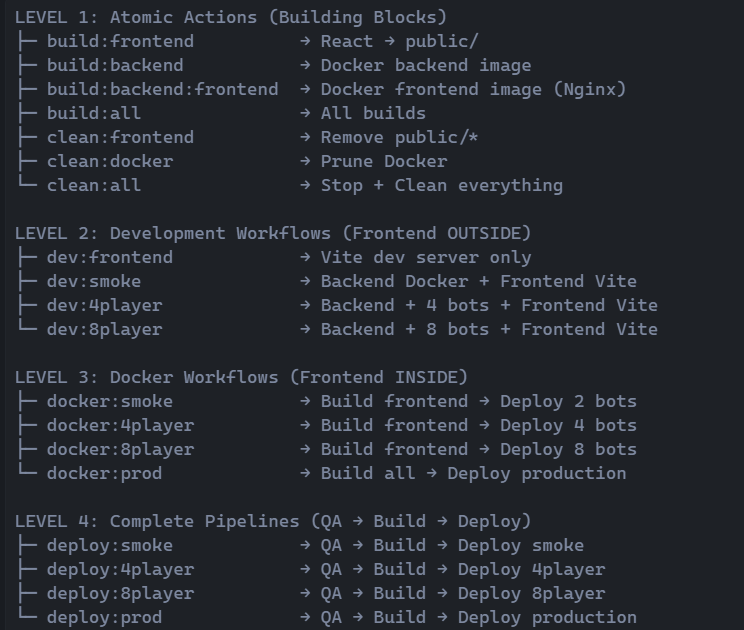 LEVEL 1: Atomic Actions (Building Blocks)
├─ build:frontend          → React → public/
├─ build:backend           → Docker backend image
├─ build:backend:frontend  → Docker frontend image (Nginx)
├─ build:all               → All builds
├─ clean:frontend          → Remove public/*
├─ clean:docker            → Prune Docker
└─ clean:all               → Stop + Clean everything

LEVEL 2: Development Workflows (Frontend OUTSIDE)
├─ dev:frontend            → Vite dev server only
├─ dev:smoke               → Backend Docker + Frontend Vite
├─ dev:4player             → Backend + 4 bots + Frontend Vite
└─ dev:8player             → Backend + 8 bots + Frontend Vite

LEVEL 3: Docker Workflows (Frontend INSIDE)
├─ docker:smoke            → Build frontend → Deploy 2 bots
├─ docker:4player          → Build frontend → Deploy 4 bots
├─ docker:8player          → Build frontend → Deploy 8 bots
└─ docker:prod             → Build all → Deploy production

LEVEL 4: Complete Pipelines (QA → Build → Deploy)
├─ deploy:smoke            → QA → Build → Deploy smoke
├─ deploy:4player          → QA → Build → Deploy 4player
├─ deploy:8player          → QA → Build → Deploy 8player
└─ deploy:prod             → QA → Build → Deploy production